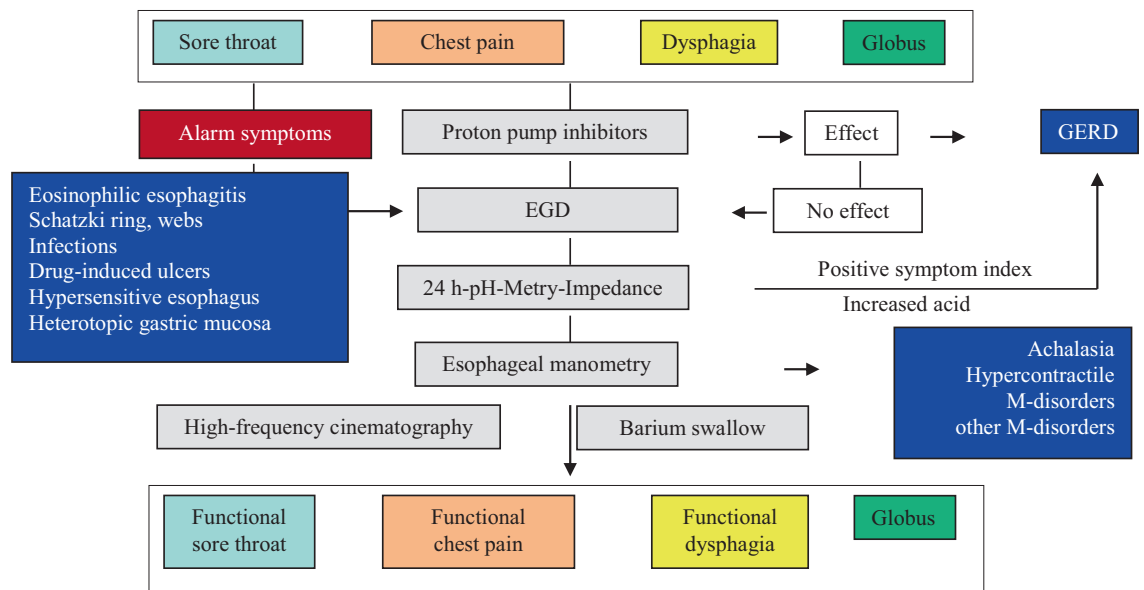 Sore throat
Chest pain
Dysphagia
Globus
Alarm symptoms
Proton pump inhibitors
Effect
GERD
Eosinophilic esophagitis
Schatzki ring, webs
Infections
Drug-induced ulcers
Hypersensitive esophagus
Heterotopic gastric mucosa
EGD
No effect
24 h-pH-Metry-Impedance
Positive symptom index
Increased acid
Esophageal manometry
Achalasia
Hypercontractile
M-disorders
other M-disorders
High-frequency cinematography
Barium swallow
Functional
sore throat
Functional
chest pain
Functional
dysphagia
Globus